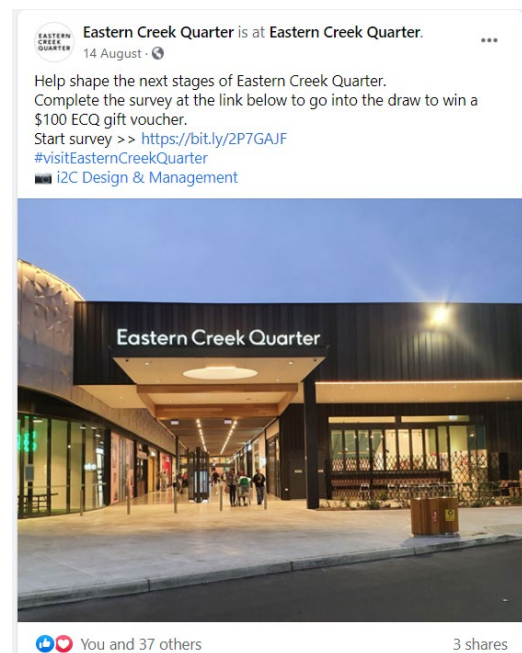 EASTERN
CREEK
QUARTER
Eastern Creek Quarter is at Eastern Creek Quarter.
14 August ·
Help shape the next stages of Eastern Creek Quarter.
Complete the survey at the link below to go into the draw to win a
$100 ECQ gift voucher.
Start survey >> https://bit.ly/2P7GAJF
#visitEasternCreekQuarter
i2C Design & Management
Eastern Creek Quarter
You and 37 others
3 shares